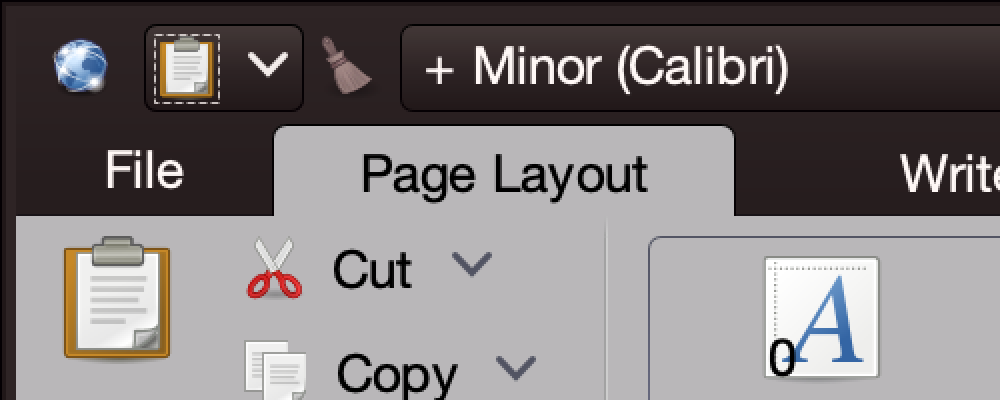 + Minor (Calibri)
File
Page Layout
Write
Cut
A
0
Copy